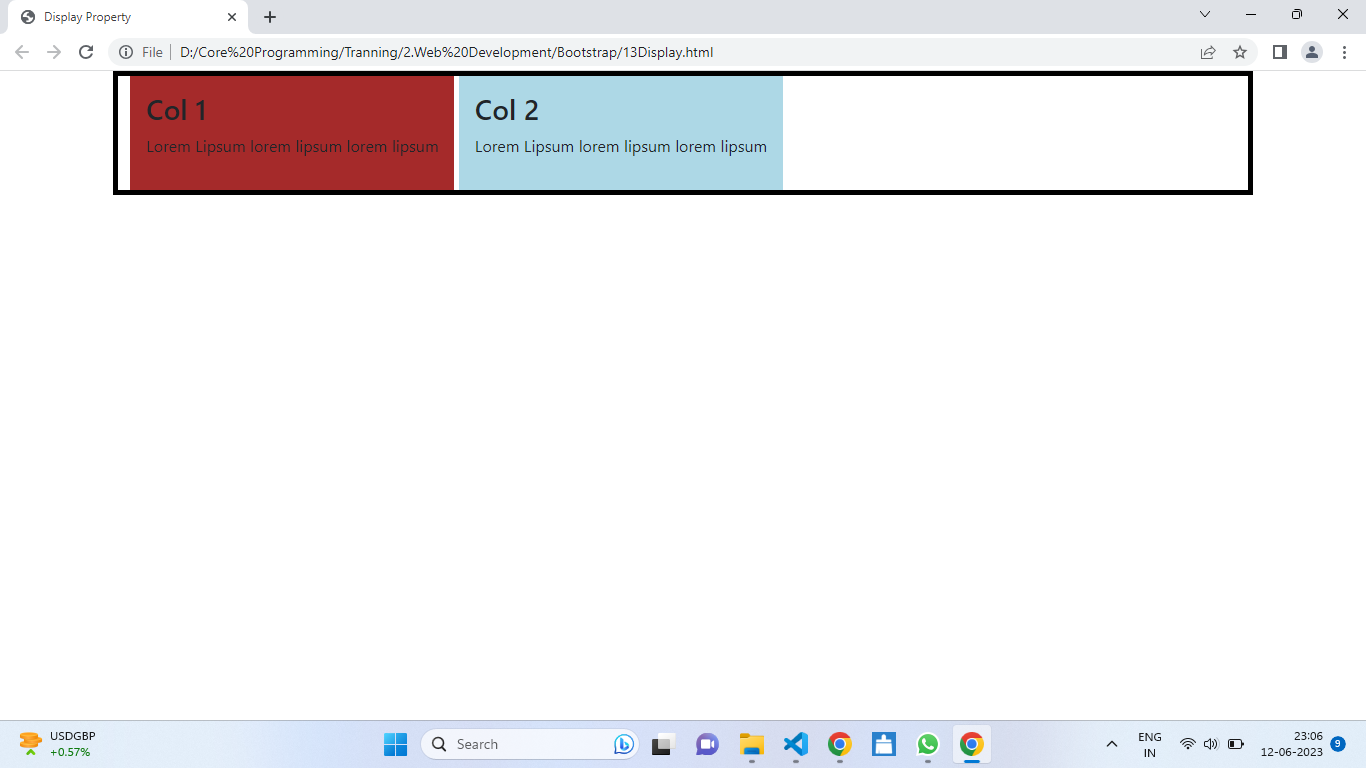 Display Property
File
D:/Core%20Programming/Tranning/2.Web%20Development/Bootstrap/13Display.html
Col 1
Lorem Lipsum lorem lipsum lorem lipsum
Col 2
Lorem Lipsum lorem lipsum lorem lipsum
USDGBP
+0.57%
Search
ENG
IN
23:06
12-06-2023
9